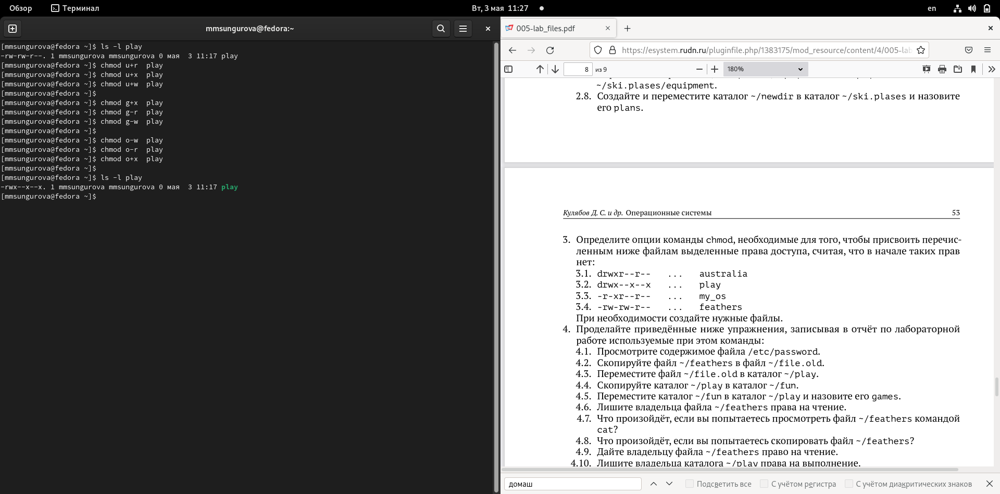 Обзор
Терминал
Вт, 3 мая 11:27
en
mmsungurova@fedora:~
[mmsungurova@fedora ~]$ ls -l play
-rw-rw-r--. 1 mmsungurova mmsungurova 0 мая  3 11:17 play
[mmsungurova@fedora ~]$ chmod u+r  play
[mmsungurova@fedora ~]$ chmod u+x  play
[mmsungurova@fedora ~]$ chmod u+w  play
[mmsungurova@fedora ~]$
[mmsungurova@fedora ~]$ chmod g+x  play
[mmsungurova@fedora ~]$ chmod g-r  play
[mmsungurova@fedora ~]$ chmod g-w  play
[mmsungurova@fedora ~]$
[mmsungurova@fedora ~]$ chmod o-w  play
[mmsungurova@fedora ~]$ chmod o-r  play
[mmsungurova@fedora ~]$ chmod o+x  play
[mmsungurova@fedora ~]$
[mmsungurova@fedora ~]$ ls -l play
-rwx--x--x. 1 mmsungurova mmsungurova 0 мая  3 11:17 play
[mmsungurova@fedora ~]$
005-lab_files.pdf
https://esystem.rudn.ru/pluginfile.php/1383175/mod_resource/content/4/005-lab
8 из 9
180%
~/ski.plases/equipment.
2.8. Создайте и переместите каталог ~/newdir в каталог ~/ski.plases и назовите
его plans.
Кулябов Д. С. и др. Операционные системы 53
3. Определите опции команды chmod, необходимые для того, чтобы присвоить перечис-
ленным ниже файлам выделенные права доступа, считая, что в начале таких прав
нет:
3.1. drwxr--r-- ... australia
3.2. drwx--x--x ... play
3.3. -r-xr--r-- ... my_os
3.4. -rw-rw-r-- ... feathers
При необходимости создайте нужные файлы.
4. Проделайте приведённые ниже упражнения, записывая в отчёт по лабораторной
работе используемые при этом команды:
4.1. Просмотрите содержимое файла /etc/password.
4.2. Скопируйте файл ~/feathers в файл ~/file.old.
4.3. Переместите файл ~/file.old в каталог ~/play.
4.4. Скопируйте каталог ~/play в каталог ~/fun.
4.5. Переместите каталог ~/fun в каталог ~/play и назовите его games.
4.6. Лишите владельца файла ~/feathers права на чтение.
4.7. Что произойдёт, если вы попытаетесь просмотреть файл ~/feathers командой
cat?
4.8. Что произойдёт, если вы попытаетесь скопировать файл ~/feathers?
4.9. Дайте владельцу файла ~/feathers право на чтение.
4.10. Лишите владельца каталога ~/play права на выполнение.
домаш
Подсветить все
С учётом регистра
С учётом диакритических знаков